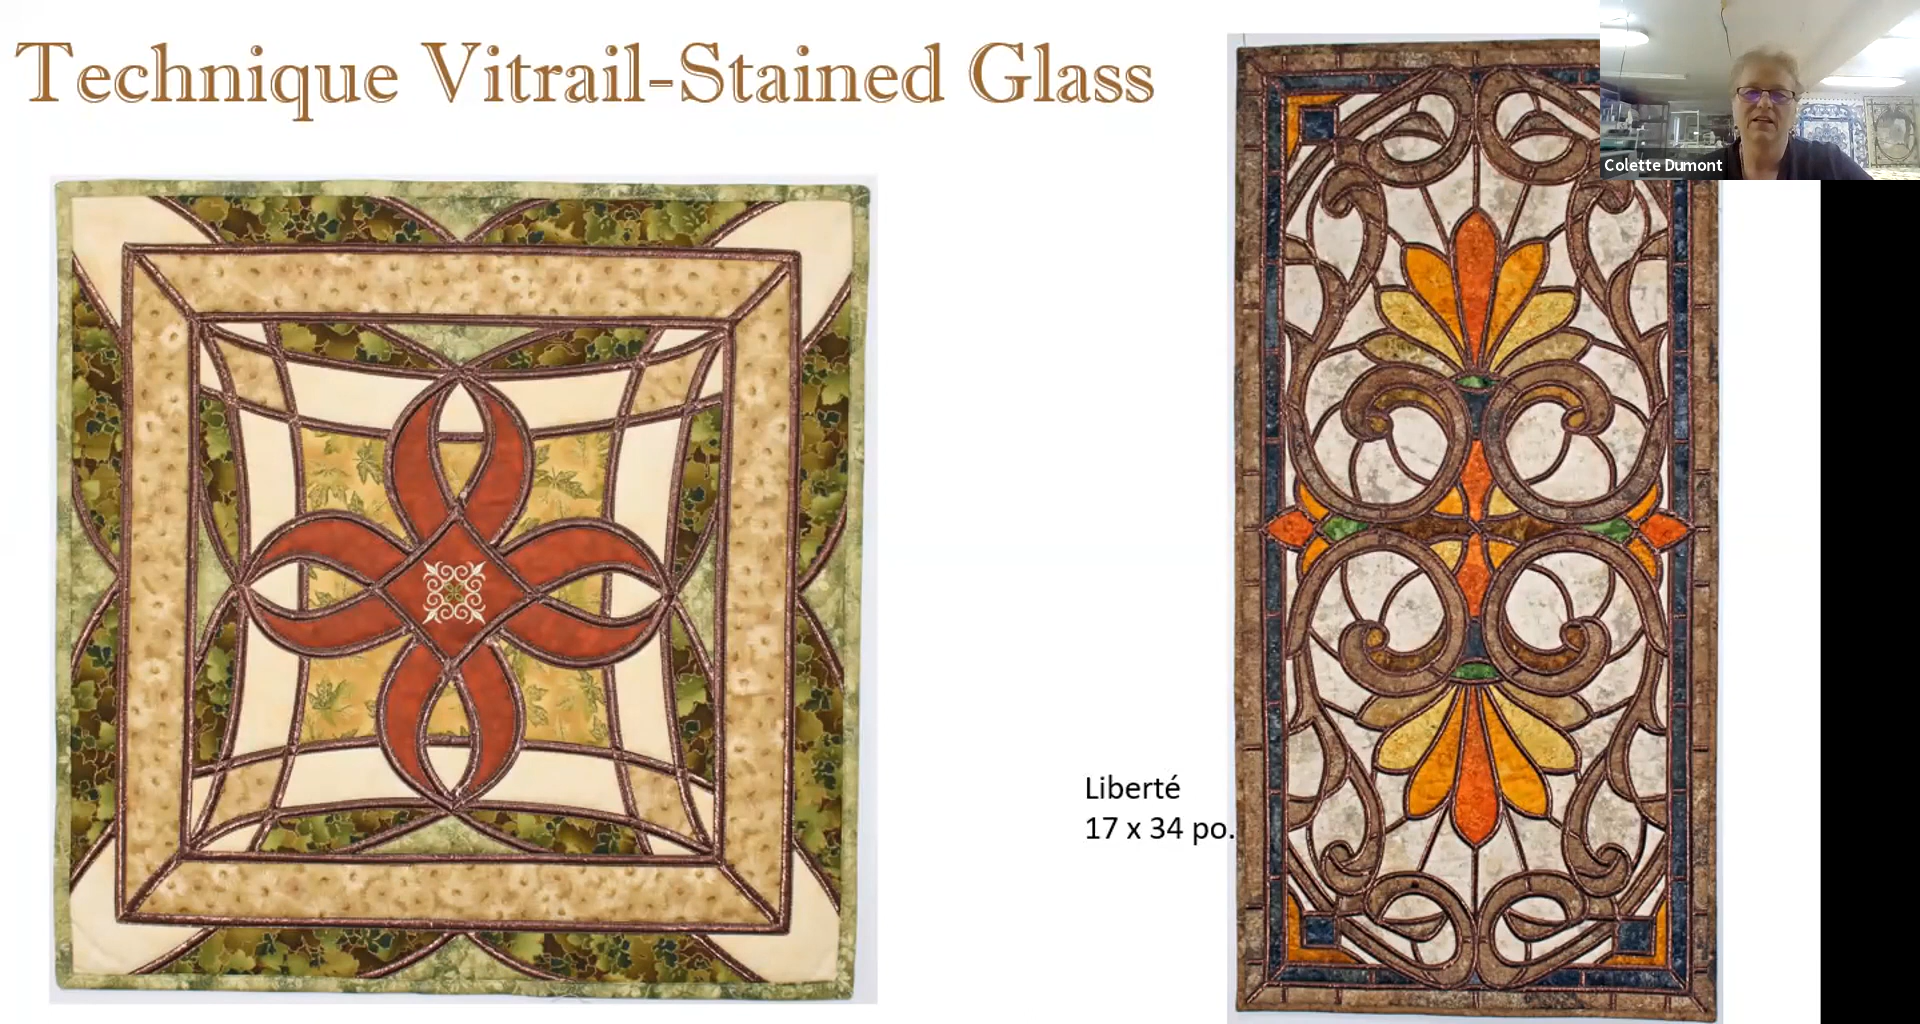 Technique Vitrail-Stained Glass
Colette Dumont
Liberté
17 x 34 po.